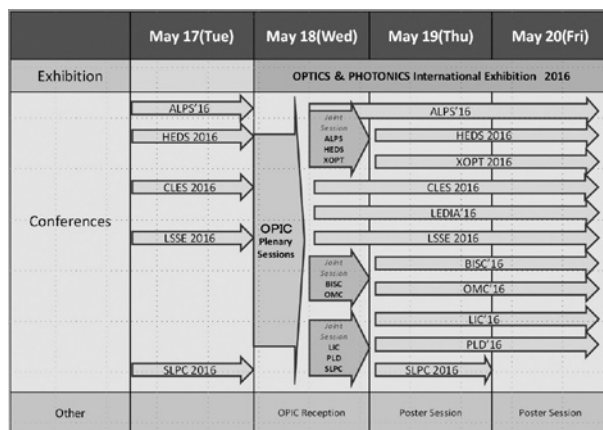 May 17(Tue) May 18(Wed) May 19(Thu) May 20(Fri)
Exhibition OPTICS & PHOTONICS International Exhibition 2016
Conferences
ALPS'16
HEDS 2016
CLES 2016
LSSE 2016
SLPC 2016
OPIC
Plenary
Sessions
Joint
Session
ALPS
HEDS
XOPT
Joint
Session
BISC
OMC
Joint
Session
LIC
PLD
SLPC
ALPS'16
HEDS 2016
XOPT 2016
CLES 2016
LEDIA'16
LSSE 2016
BISC'16
OMC'16
LIC'16
PLD'16
SLPC 2016
Other OPIC Reception Poster Session Poster Session